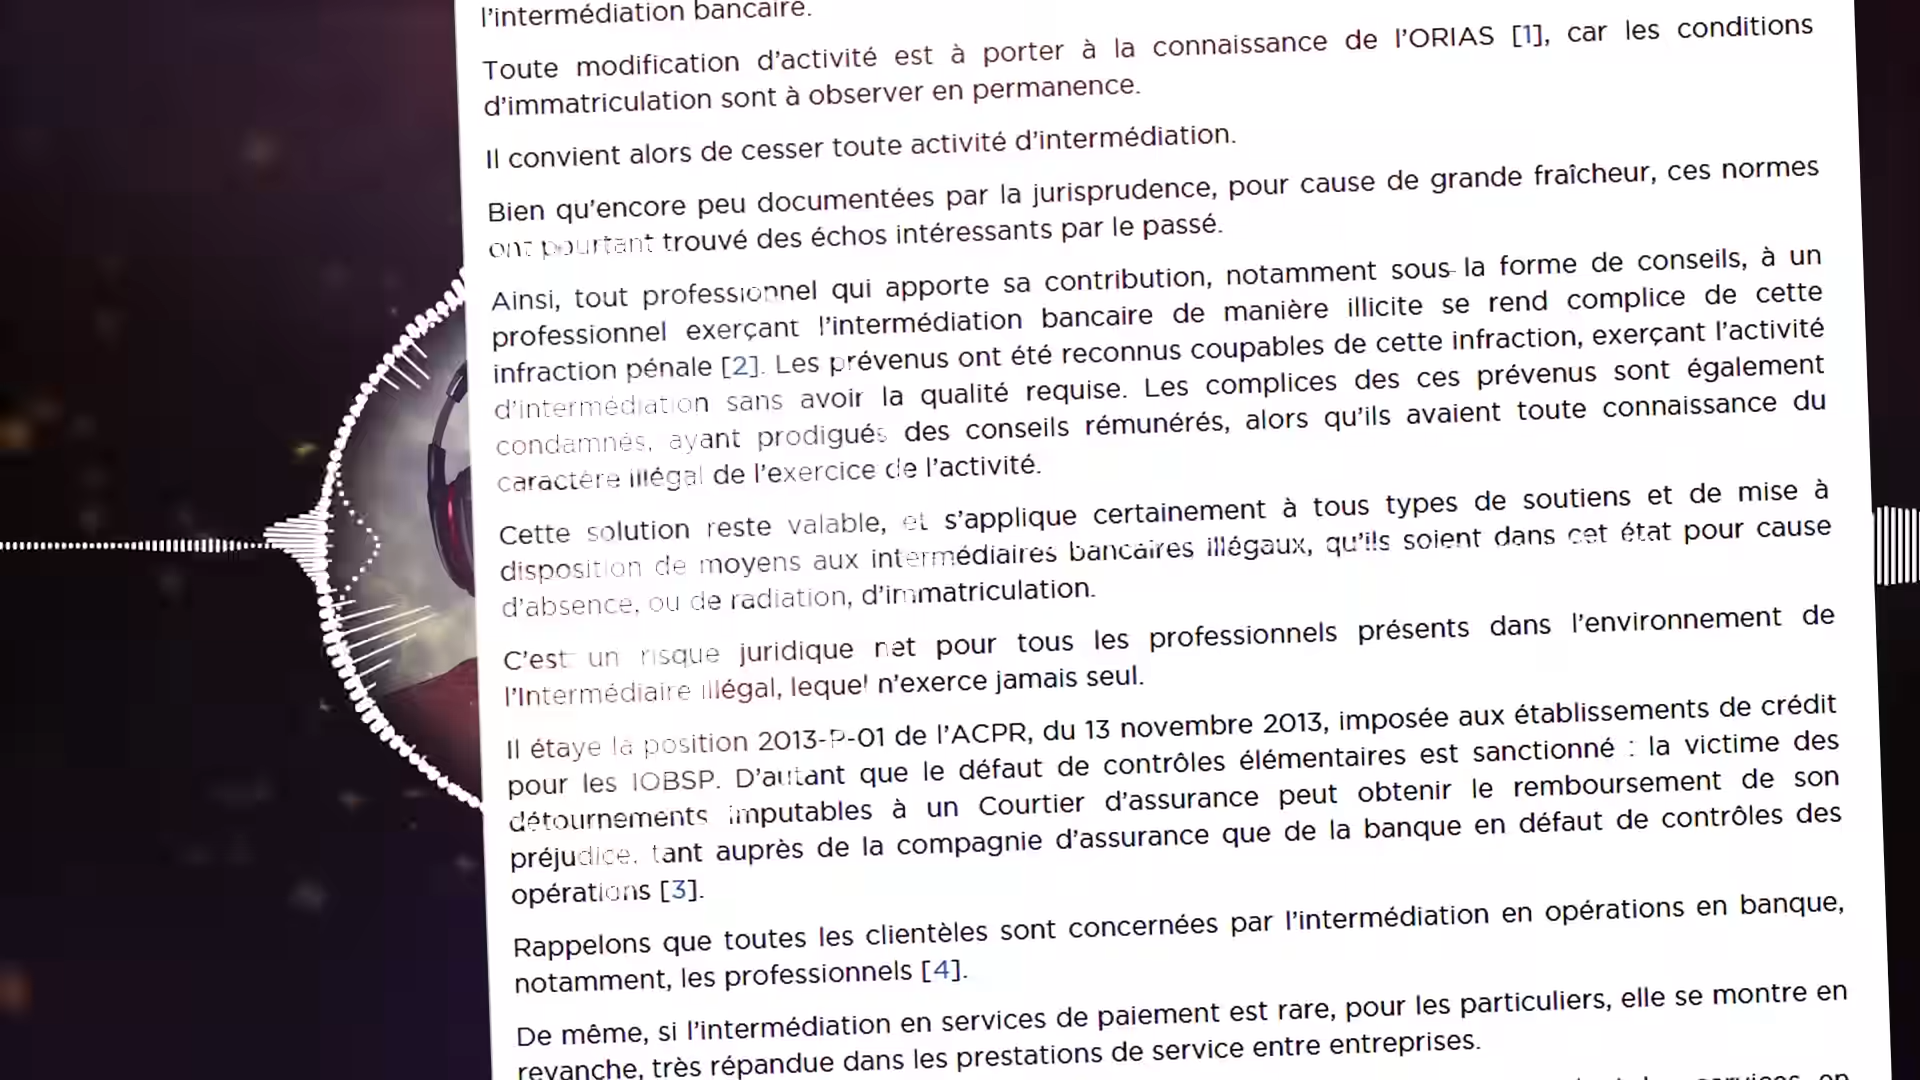 l'intermédiation bancaire.
Toute modification d'activité est à porter à la connaissance de l'ORIAS [1], car les conditions
d'immatriculation sont à observer en permanence.
Il convient alors de cesser toute activité d'intermédiation.
Bien qu'encore peu documentées par la jurisprudence, pour cause de grande fraîcheur, ces normes
ont pourtant trouvé des échos intéressants par le passé.
Ainsi, tout professionnel qui apporte sa contribution, notamment sous la forme de conseils, à un
professionnel exerçant l'intermédiation bancaire de manière illicite se rend complice de cette
infraction pénale [2]. Les prévenus ont été reconnus coupables de cette infraction, exerçant l'activité
d'intermédiation sans avoir la qualité requise. Les complices des ces prévenus sont également
condamnés, ayant prodigués des conseils rémunérés, alors qu'ils avaient toute connaissance du
caractère illégal de l'exercice de l'activité.
Cette solution reste valable, et s'applique certainement à tous types de soutiens et de mise à
disposition de moyens aux intermédiaires bancaires illégaux, qu'ils soient dans cet état pour cause
d'absence, ou de radiation, d'immatriculation.
C'est un risque juridique net pour tous les professionnels présents dans l'environnement de
l'Intermédiaire illégal, lequel n'exerce jamais seul.
Il étaye la position 2013-P-01 de l'ACPR, du 13 novembre 2013, imposée aux établissements de crédit
pour les IOBSP. D'autant que le défaut de contrôles élémentaires est sanctionné : la victime des
détournements imputables à un Courtier d'assurance peut obtenir le remboursement de son
préjudice, tant auprès de la compagnie d'assurance que de la banque en défaut de contrôles des
opérations [3].
Rappelons que toutes les clientèles sont concernées par l'intermédiation en opérations en banque,
notamment, les professionnels [4].
De même, si l'intermédiation en services de paiement est rare, pour les particuliers, elle se montre en
revanche, très répandue dans les prestations de service entre entreprises.
services en